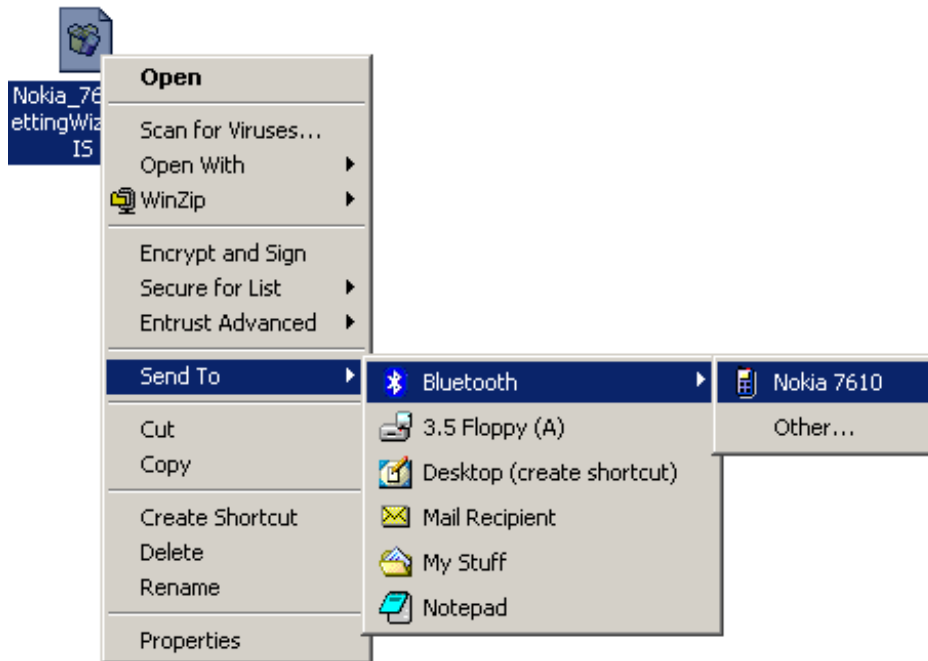 Nokia_76
ettingWiz
IS
Open
Scan for Viruses...
Open With
WinZip
Encrypt and Sign
Secure for List
Entrust Advanced
Send To
Cut
Copy
Create Shortcut
Delete
Rename
Properties
Bluetooth
3.5 Floppy (A)
Desktop (create shortcut)
Mail Recipient
My Stuff
Notepad
Nokia 7610
Other...